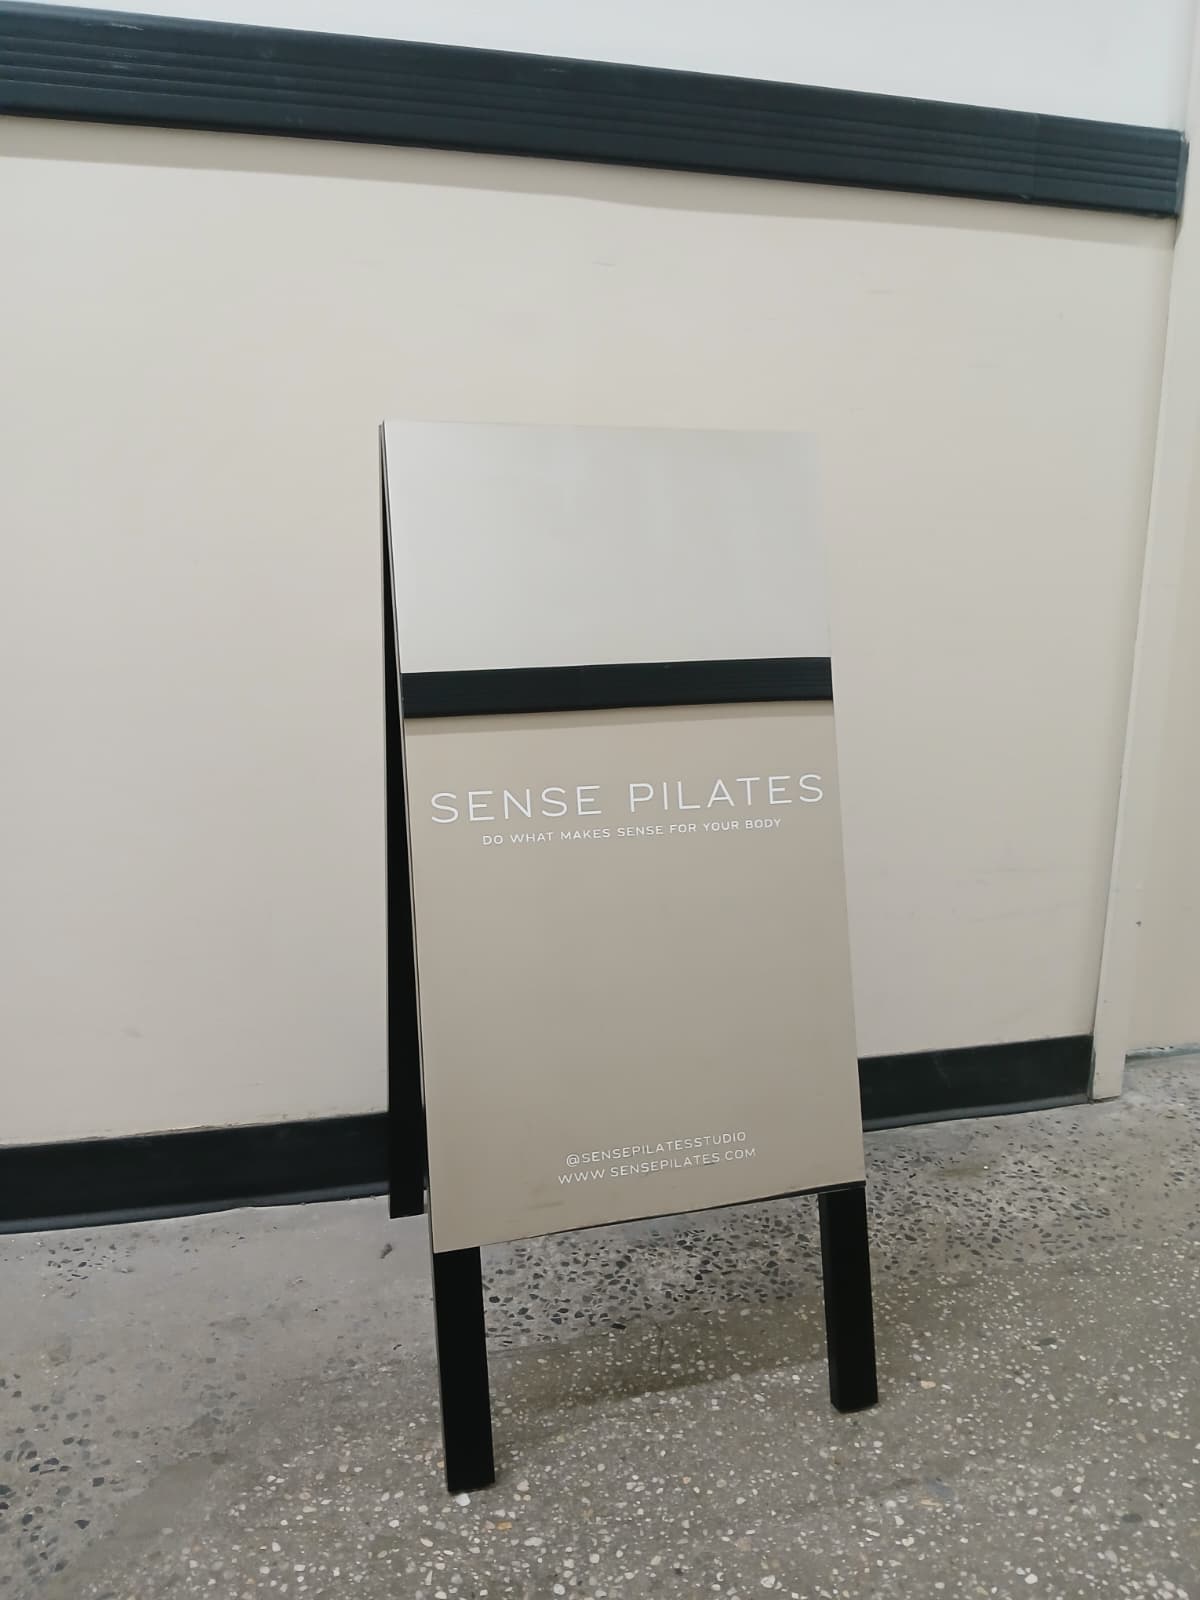 SENSE PILATES
DO WHAT MAKES SENSE FOR YOUR BODY
@SENSEPILATESSTUDIO
WWW.SENSEPILATES.COM